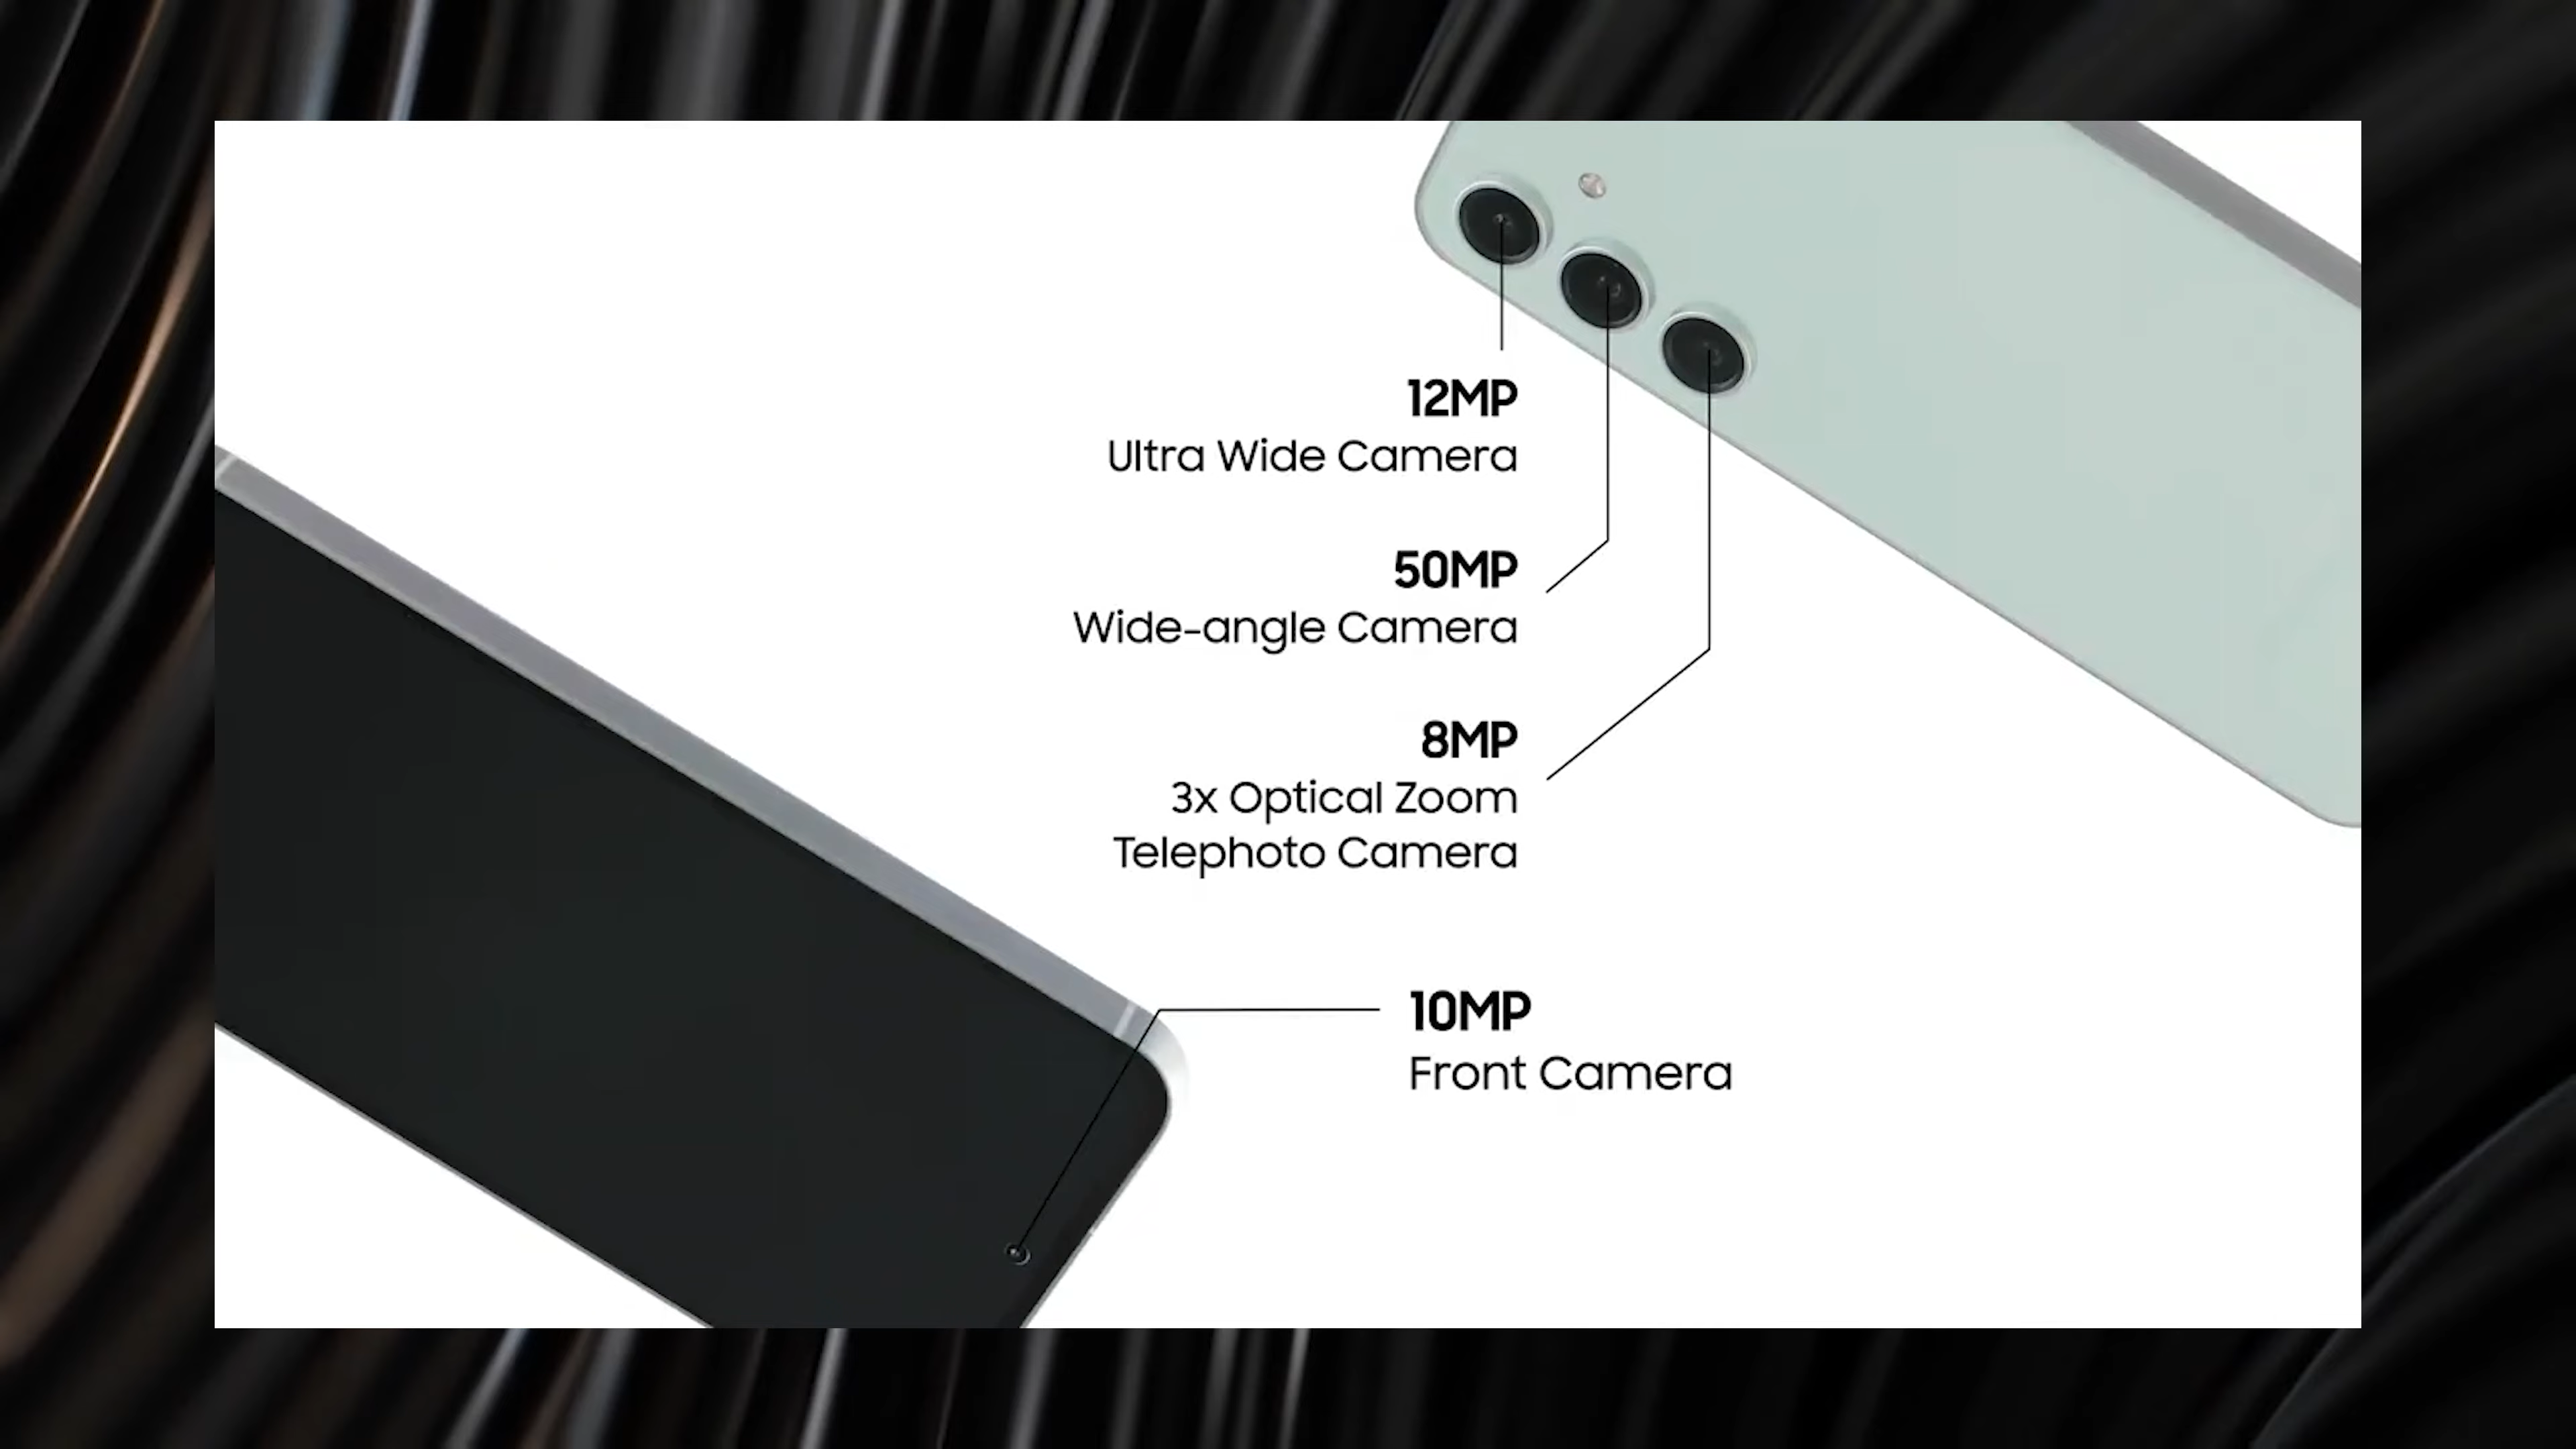 12MP
Ultra Wide Camera
50MP
Wide-angle Camera
8MP
3x Optical Zoom
Telephoto Camera
10MP
Front Camera